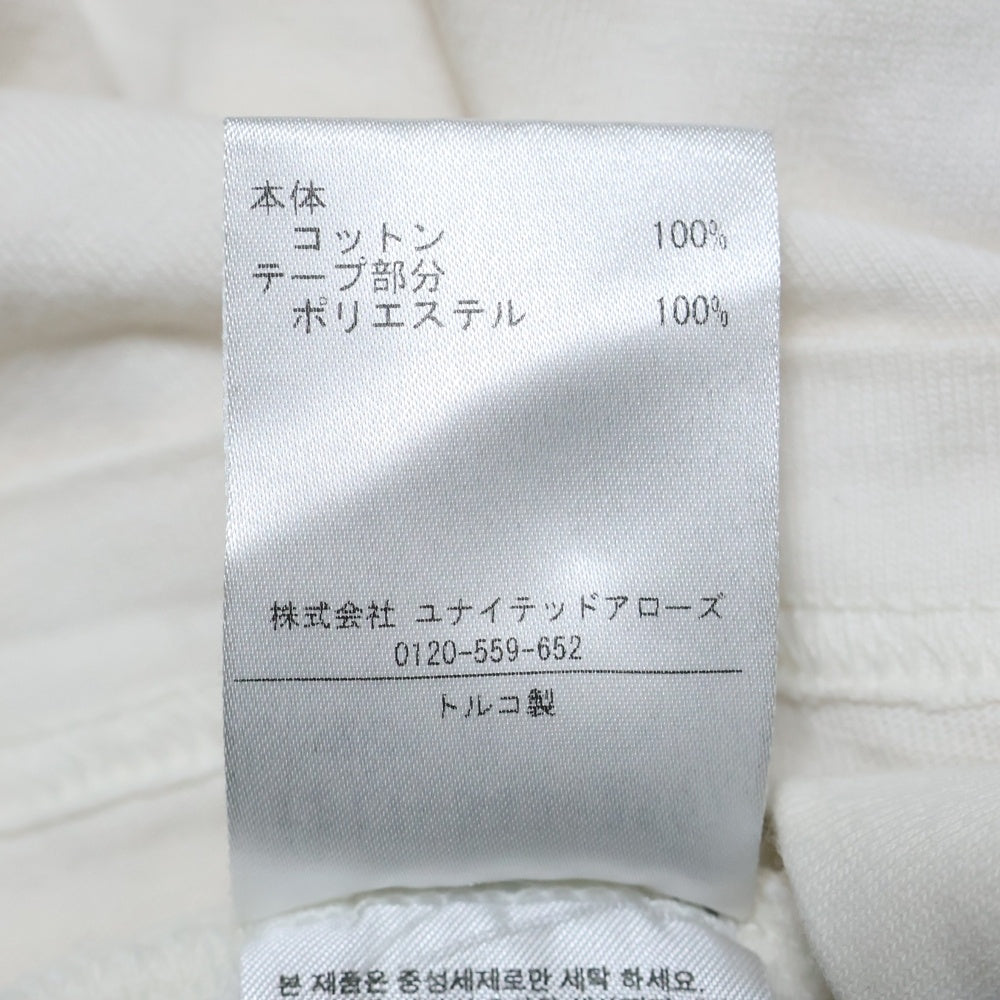 本体
コットン 100%
テープ部分
ポリエステル 100%
株式会社 ユナイテッドアローズ
0120-559-652
トルコ製
본 제품은 중성세제로만 세탁 하세요.